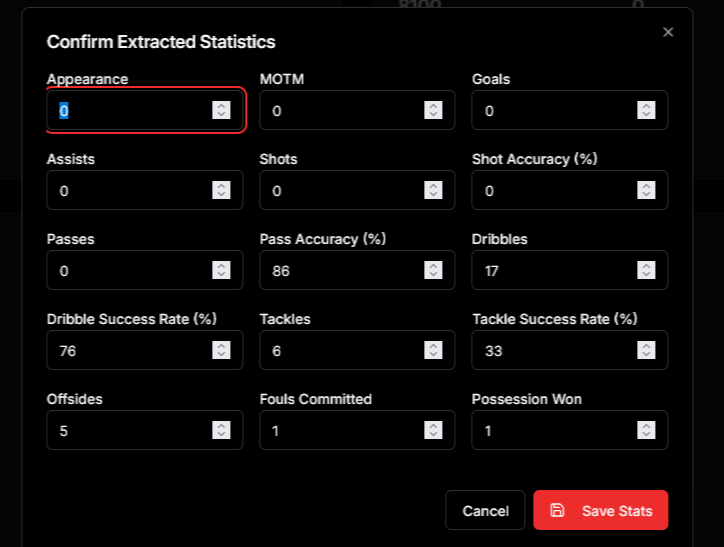 8100 0
Confirm Extracted Statistics
Appearance MOTM Goals
0 0 0
Assists Shots Shot Accuracy (%)
0 0 0
Passes Pass Accuracy (%) Dribbles
0 86 17
Dribble Success Rate (%) Tackles Tackle Success Rate (%)
76 6 33
Offsides Fouls Committed Possession Won
5 1 1
Cancel Save Stats